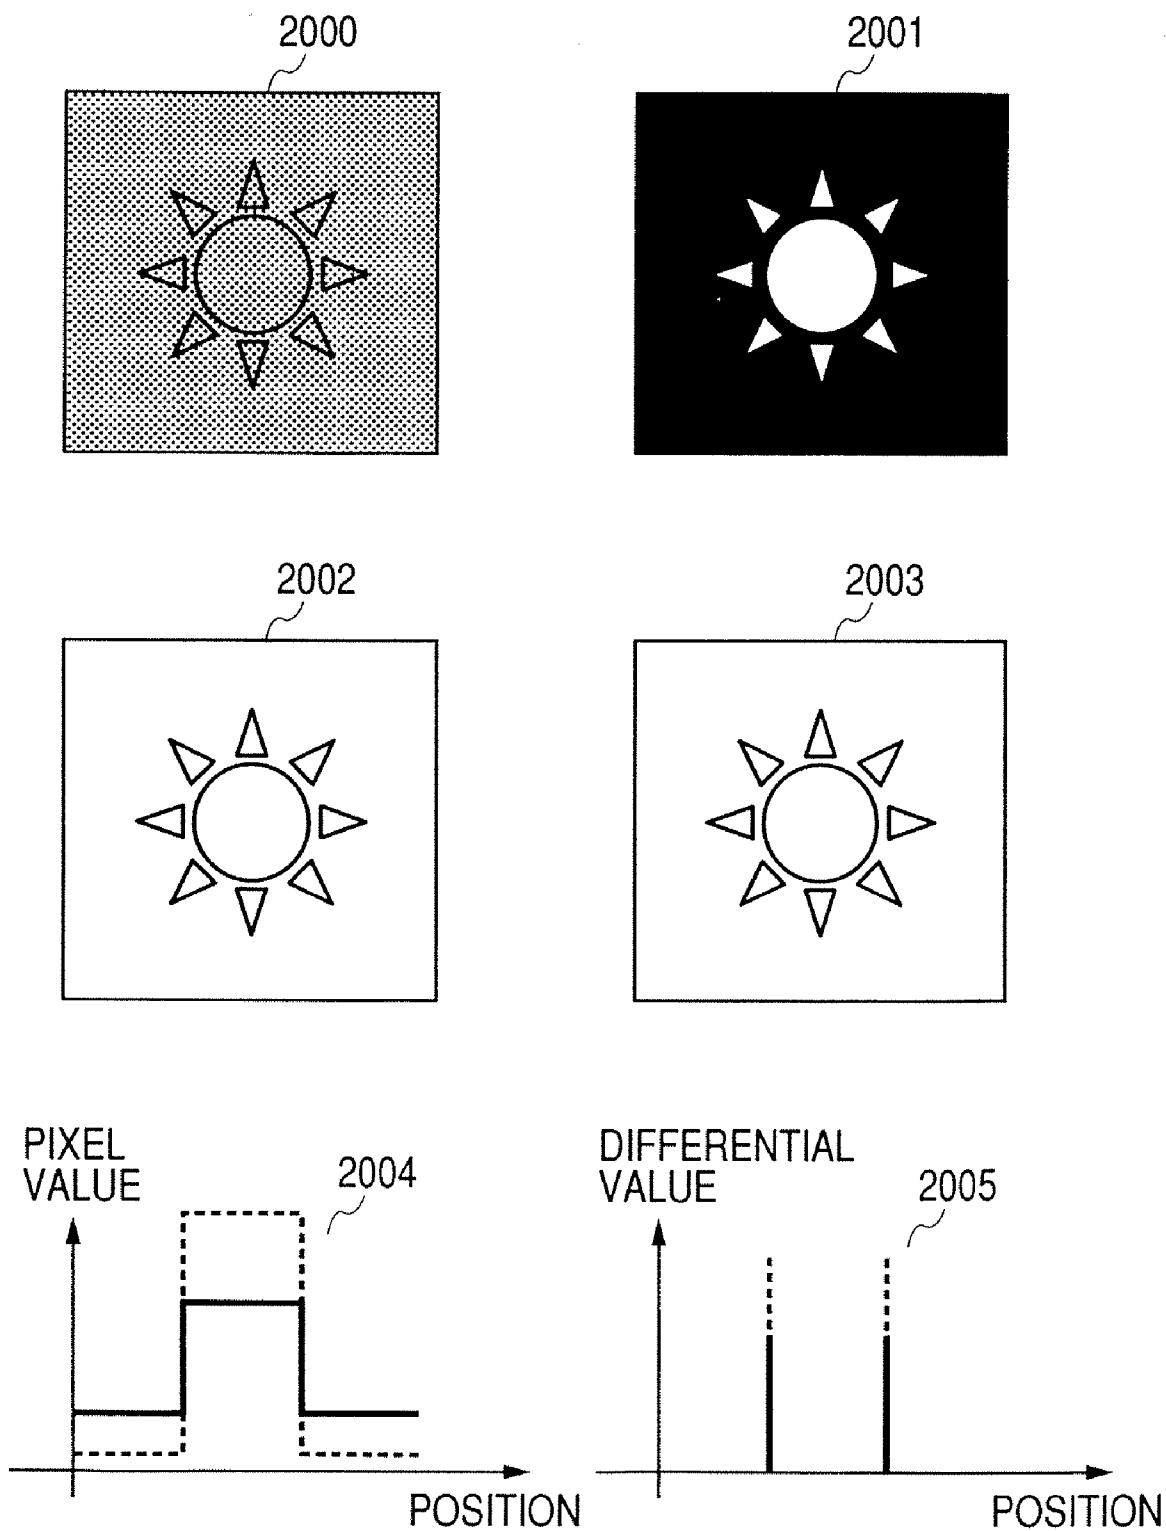 2000
2001
2002
2003
PIXEL
VALUE
2004
POSITION
DIFFERENTIAL
VALUE
2005
POSITION